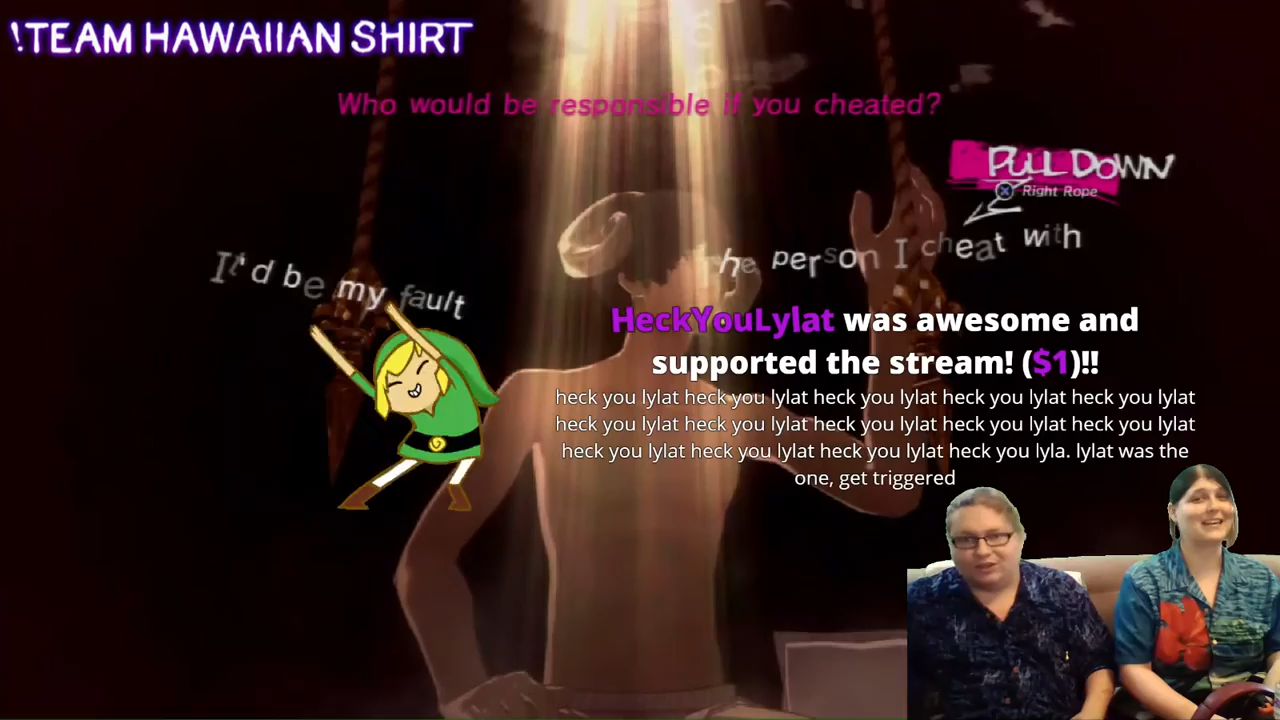 !TEAM HAWAIIAN SHIRT
Who would be responsible if you cheated?
PULL DOWN
Right Rope
It'd be my fault
The person I cheat with
HeckYouLylat was awesome and
supported the stream! ($1)!!
heck you lylat heck you lylat heck you lylat heck you lylat heck you lylat
heck you lylat heck you lylat heck you lylat heck you lylat heck you lylat
heck you lylat heck you lylat heck you lylat heck you lyla. lylat was the
one, get triggered